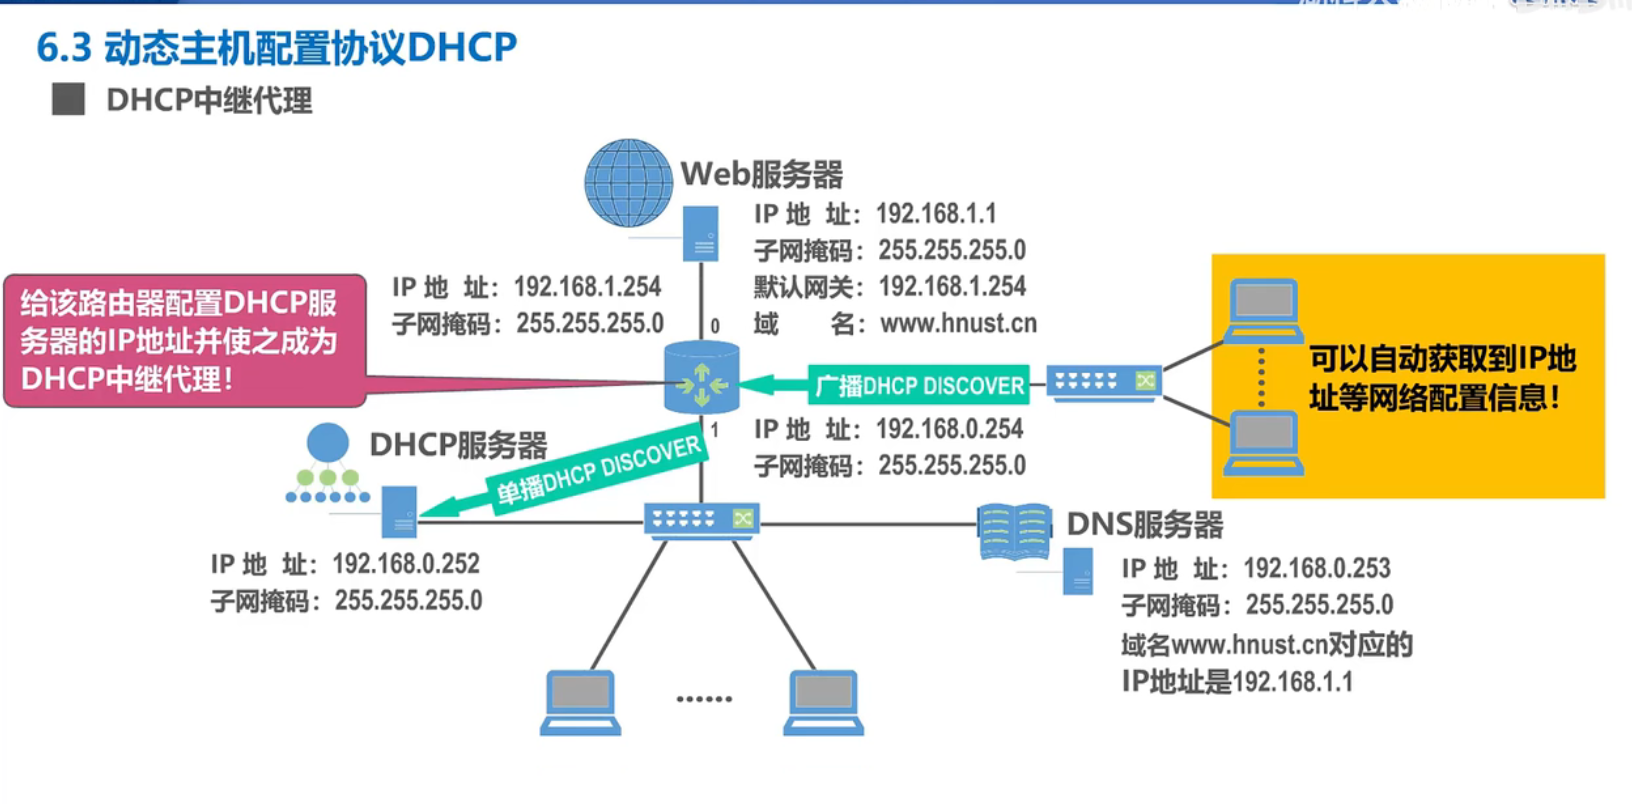 6.3 动态主机配置协议DHCP
DHCP中继代理
Web服务器
IP 地 址：192.168.1.1
子网掩码：255.255.255.0
默认网关：192.168.1.254
域 名：www.hnust.cn
IP 地 址：192.168.1.254
子网掩码：255.255.255.0
0
给该路由器配置DHCP服
务器的IP地址并使之成为
DHCP中继代理！
广播DHCP DISCOVER
可以自动获取到IP地
址等网络配置信息！
1
IP 地 址：192.168.0.254
子网掩码：255.255.255.0
DHCP服务器
单播DHCP DISCOVER
IP 地 址：192.168.0.252
子网掩码：255.255.255.0
DNS服务器
IP 地 址：192.168.0.253
子网掩码：255.255.255.0
域名www.hnust.cn对应的
IP地址是192.168.1.1